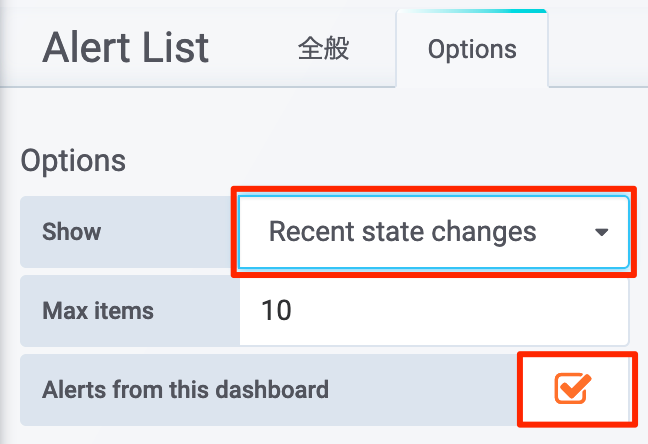 Alert List 全般 Options
Options
Show Recent state changes
Max items 10
Alerts from this dashboard